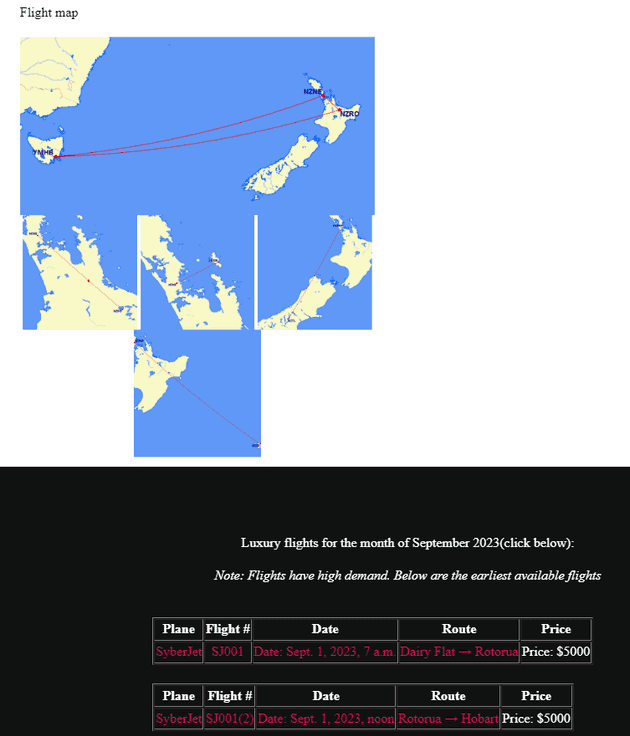 Flight map
NZNE
NZRO
YMHB
Luxury flights for the month of September 2023(click below):
Note: Flights have high demand. Below are the earliest available flights
Plane Flight # Date Route Price
SyberJet SJ001 Date: Sept. 1, 2023, 7 a.m. Dairy Flat → Rotorua Price: $5000
Plane Flight # Date Route Price
SyberJet SJ001(2) Date: Sept. 1, 2023, noon Rotorua → Hobart Price: $5000